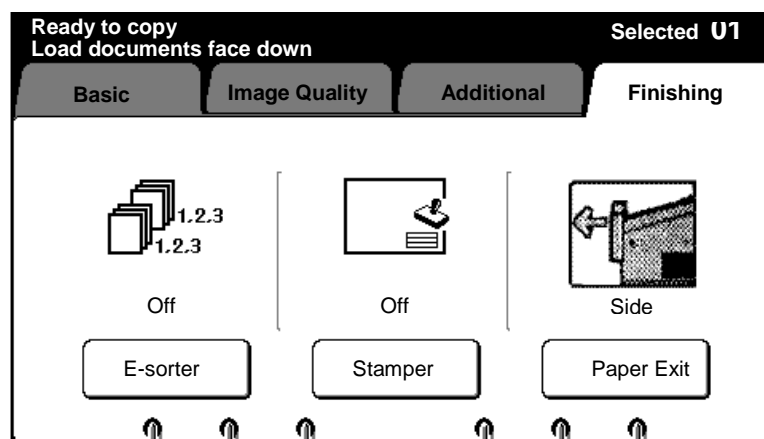 Ready to copy
Load documents face down
Selected 01
Basic
Image Quality
Additional
Finishing
1.2.3
1.2.3
Off
Off
Side
E-sorter
Stamper
Paper Exit